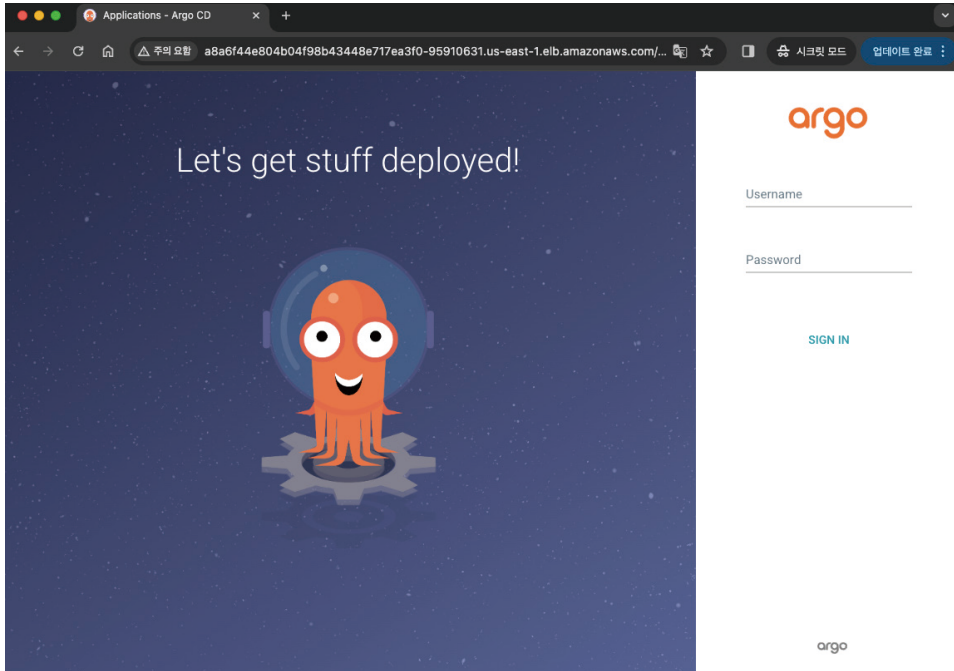 Applications - Argo CD
주의 요함 a8a6f44e804b04f98b43448e717ea3f0-95910631.us-east-1.elb.amazonaws.com/... 시크릿 모드 업데이트 완료
Let's get stuff deployed!
argo
Username
Password
SIGN IN
argo